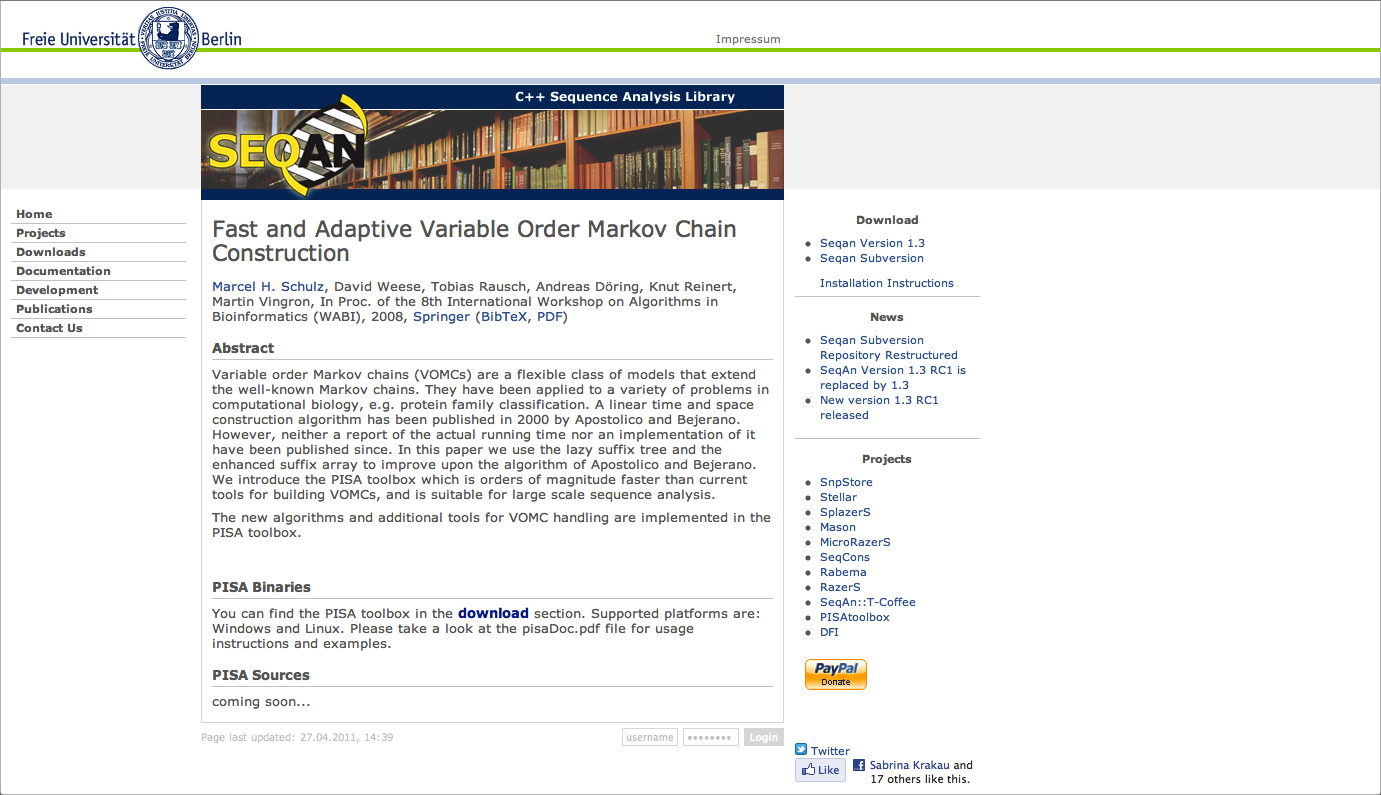 Freie Universität Berlin
Impressum
C++ Sequence Analysis Library
SEQAN
Home
Projects
Downloads
Documentation
Development
Publications
Contact Us
Fast and Adaptive Variable Order Markov Chain
Construction
Marcel H. Schulz, David Weese, Tobias Rausch, Andreas Döring, Knut Reinert,
Martin Vingron, In Proc. of the 8th International Workshop on Algorithms in
Bioinformatics (WABI), 2008, Springer (BibTeX, PDF)
Abstract
Variable order Markov chains (VOMCs) are a flexible class of models that extend
the well-known Markov chains. They have been applied to a variety of problems in
computational biology, e.g. protein family classification. A linear time and space
construction algorithm has been published in 2000 by Apostolico and Bejerano.
However, neither a report of the actual running time nor an implementation of it
have been published since. In this paper we use the lazy suffix tree and the
enhanced suffix array to improve upon the algorithm of Apostolico and Bejerano.
We introduce the PISA toolbox which is orders of magnitude faster than current
tools for building VOMCs, and is suitable for large scale sequence analysis.
The new algorithms and additional tools for VOMC handling are implemented in the
PISA toolbox.
PISA Binaries
You can find the PISA toolbox in the download section. Supported platforms are:
Windows and Linux. Please take a look at the pisaDoc.pdf file for usage
instructions and examples.
PISA Sources
coming soon...
Page last updated: 27.04.2011, 14:39
username
Login
Download
Seqan Version 1.3
Seqan Subversion
Installation Instructions
News
Seqan Subversion
Repository Restructured
SeqAn Version 1.3 RC1 is
replaced by 1.3
New version 1.3 RC1
released
Projects
SnpStore
Stellar
SplazerS
Mason
MicroRazerS
SeqCons
Rabema
RazerS
SeqAn::T-Coffee
PISAtoolbox
DFI
PayPal
Donate
Twitter
Like
Sabrina Krakau and
17 others like this.